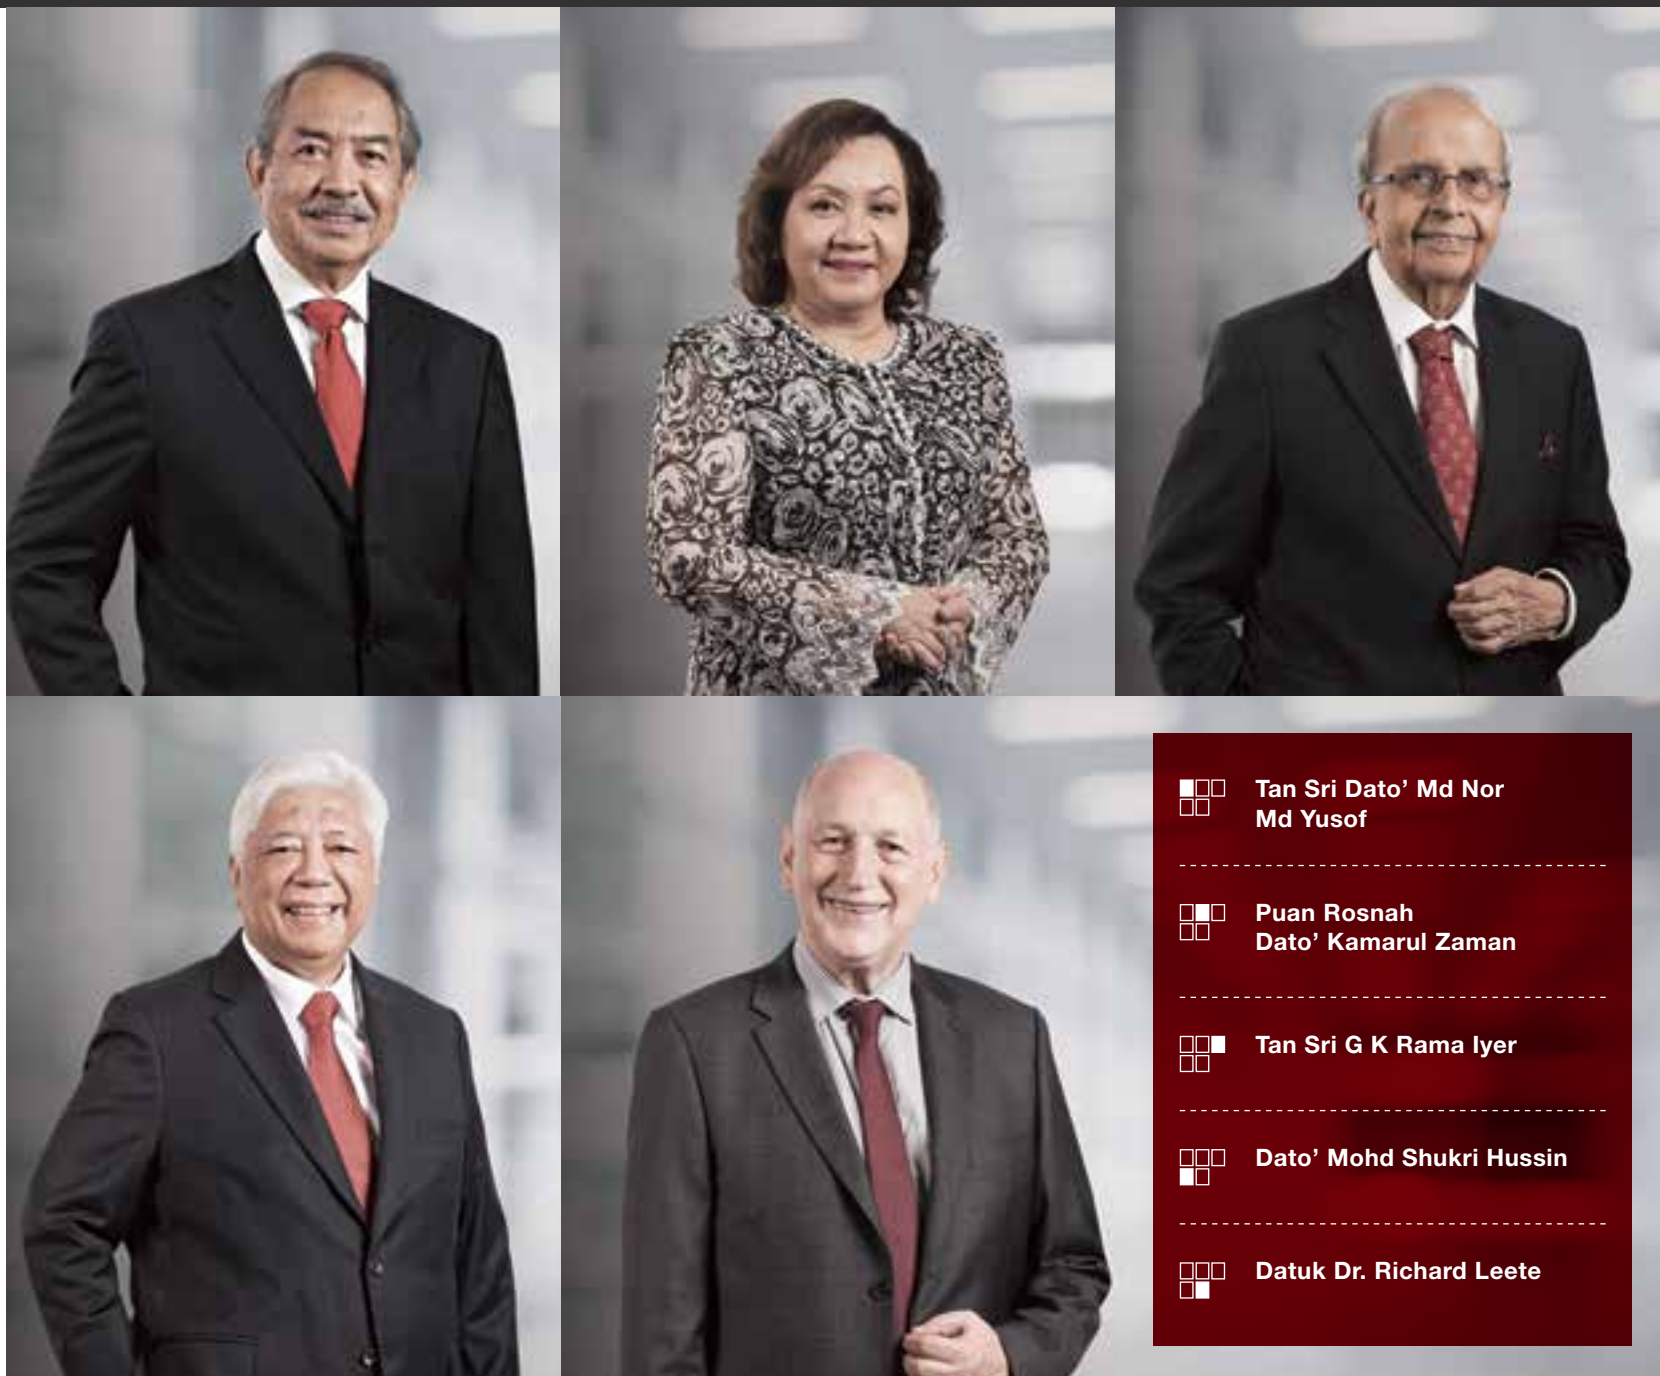 Tan Sri Dato’ Md Nor
Md Yusof
Puan Rosnah
Dato’ Kamarul Zaman
Tan Sri G K Rama Iyer
Dato’ Mohd Shukri Hussin
Datuk Dr. Richard Leete